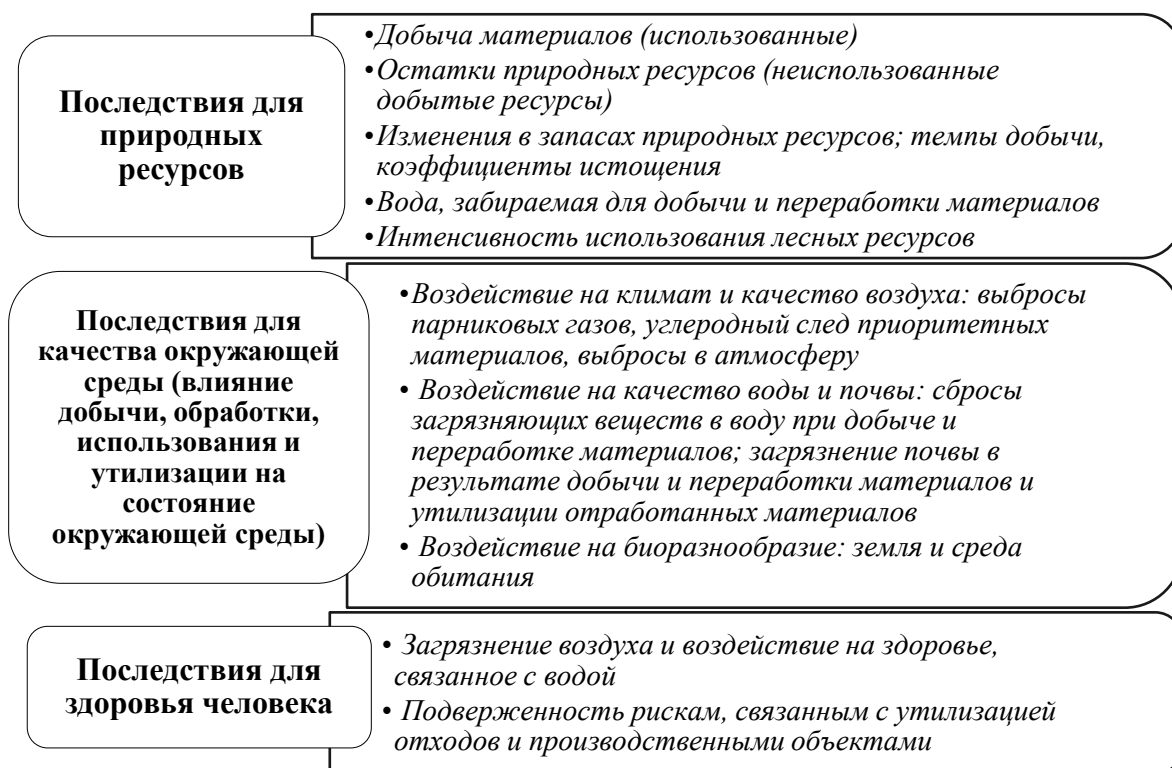 Последствия для
природных
ресурсов
•Добыча материалов (использованные)
•Остатки природных ресурсов (неиспользованные
добытые ресурсы)
•Изменения в запасах природных ресурсов; темпы добычи,
коэффициенты истощения
•Вода, забираемая для добычи и переработки материалов
•Интенсивность использования лесных ресурсов
Последствия для
качества окружающей
среды (влияние
добычи, обработки,
использования и
утилизации на
состояние
окружающей среды)
•Воздействие на климат и качество воздуха: выбросы
парниковых газов, углеродный след приоритетных
материалов, выбросы в атмосферу
• Воздействие на качество воды и почвы: сбросы
загрязняющих веществ в воду при добыче и
переработке материалов; загрязнение почвы в
результате добычи и переработки материалов и
утилизации отработанных материалов
• Воздействие на биоразнообразие: земля и среда
обитания
Последствия для
здоровья человека
• Загрязнение воздуха и воздействие на здоровье,
связанное с водой
• Подверженность рискам, связанным с утилизацией
отходов и производственными объектами